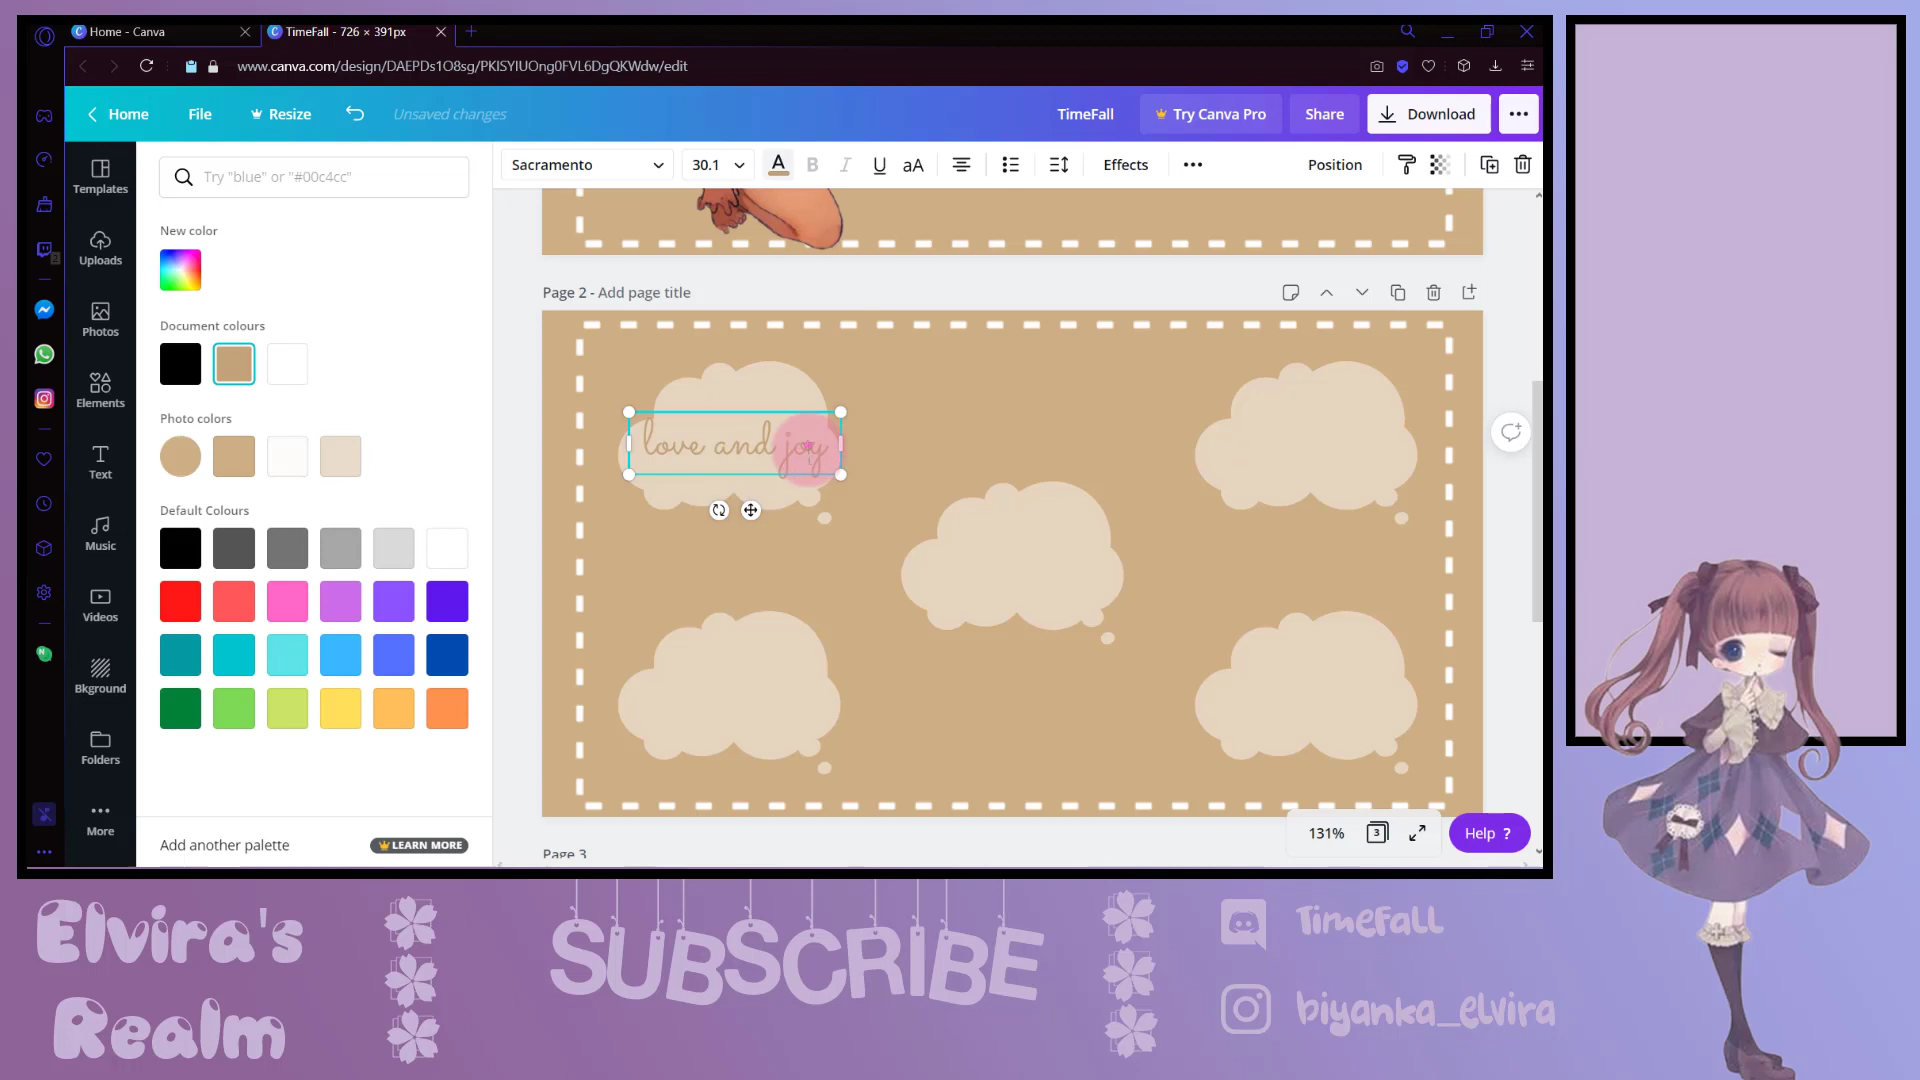 Home - Canva
TimeFall - 726 × 391px
www.canva.com/design/DAEPDs1O8sg/PKlSYlUOng0FVL6DgQKWdw/edit
Home
File
Resize
Unsaved changes
TimeFall
Try Canva Pro
Share
Download
Templates
Uploads
Photos
Elements
Text
Music
Videos
Bkground
Folders
More
Try "blue" or "#00c4cc"
New color
Document colours
Photo colors
Default Colours
Add another palette
LEARN MORE
Sacramento
30.1
A
B
I
U
aA
Effects
Position
Page 2 - Add page title
love and joy
Page 3
131%
3
Help ?
Elvira's
Realm
SUBSCRIBE
TimeFall
biyanka_elvira